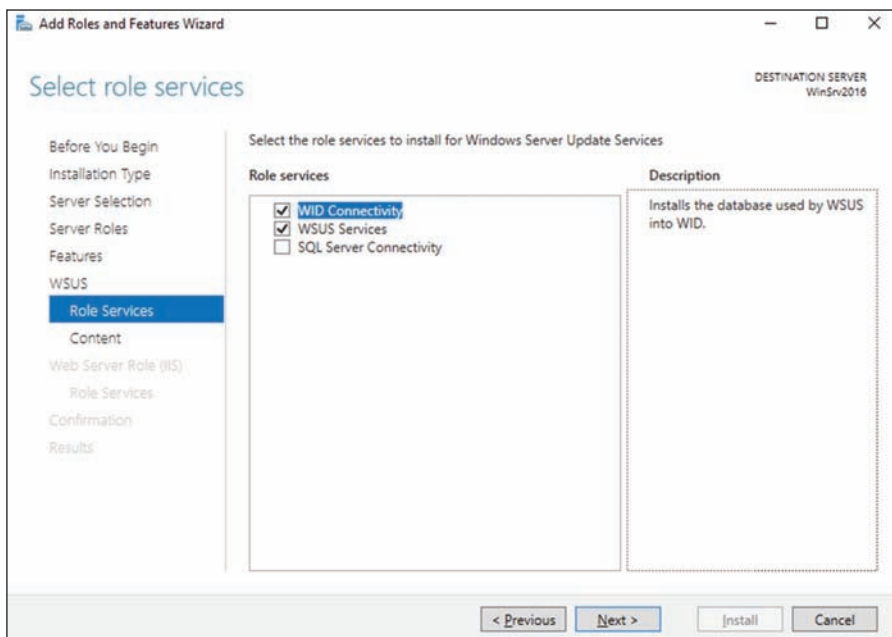 Add Roles and Features Wizard
Select role services
DESTINATION SERVER
WinSrv2016
Before You Begin
Installation Type
Server Selection
Server Roles
Features
WSUS
Role Services
Content
Web Server Role (IIS)
Role Services
Confirmation
Results
Select the role services to install for Windows Server Update Services
Role services
WID Connectivity
WSUS Services
SQL Server Connectivity
Description
Installs the database used by WSUS
into WID.
< Previous
Next >
Install
Cancel